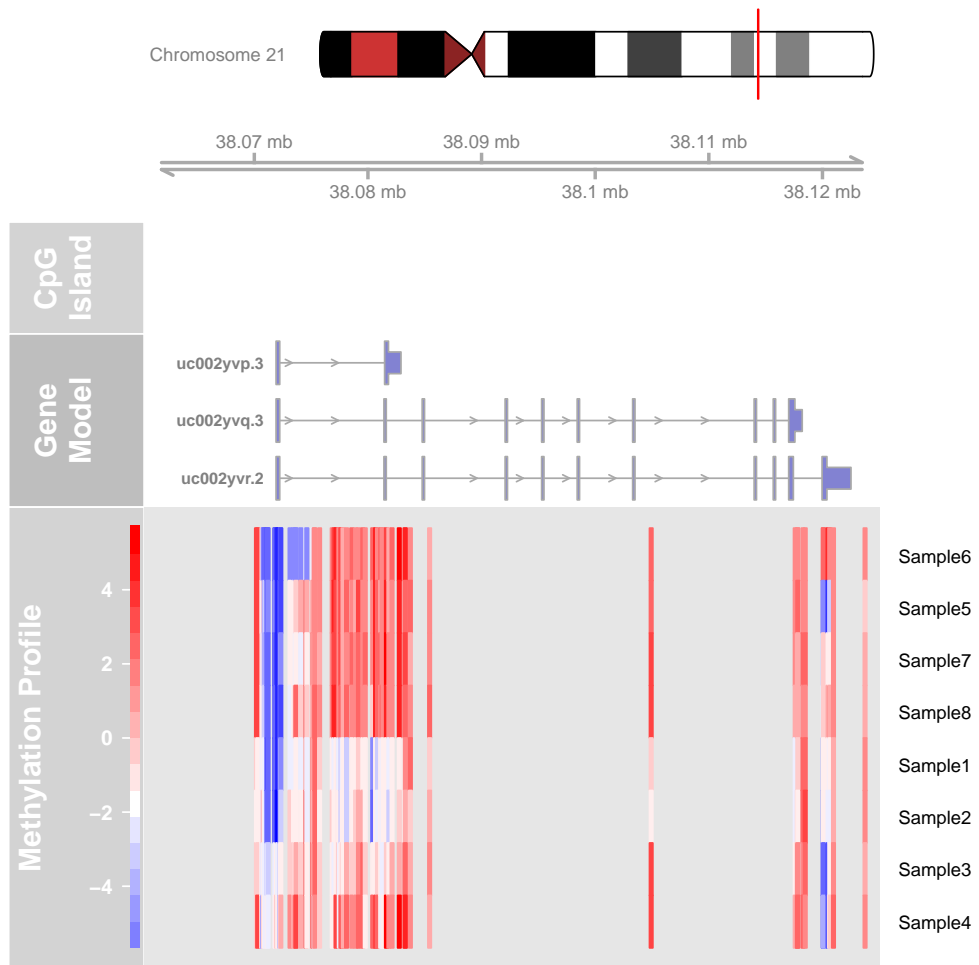 Chromosome 21
38.07 mb
38.09 mb
38.11 mb
38.08 mb
38.1 mb
38.12 mb
CpG
Island
Gene
Model
uc002yvp.3
uc002yvq.3
uc002yvr.2
Methylation Profile
4
2
0
−2
−4
Sample6
Sample5
Sample7
Sample8
Sample1
Sample2
Sample3
Sample4